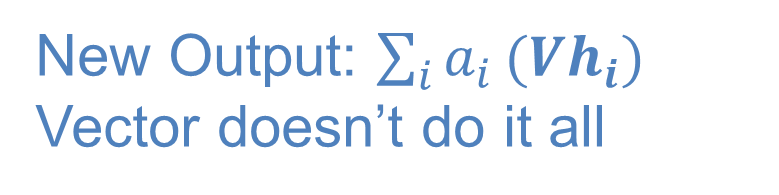 New Output: ∑ᵢ aᵢ (Vhᵢ)
Vector doesn’t do it all